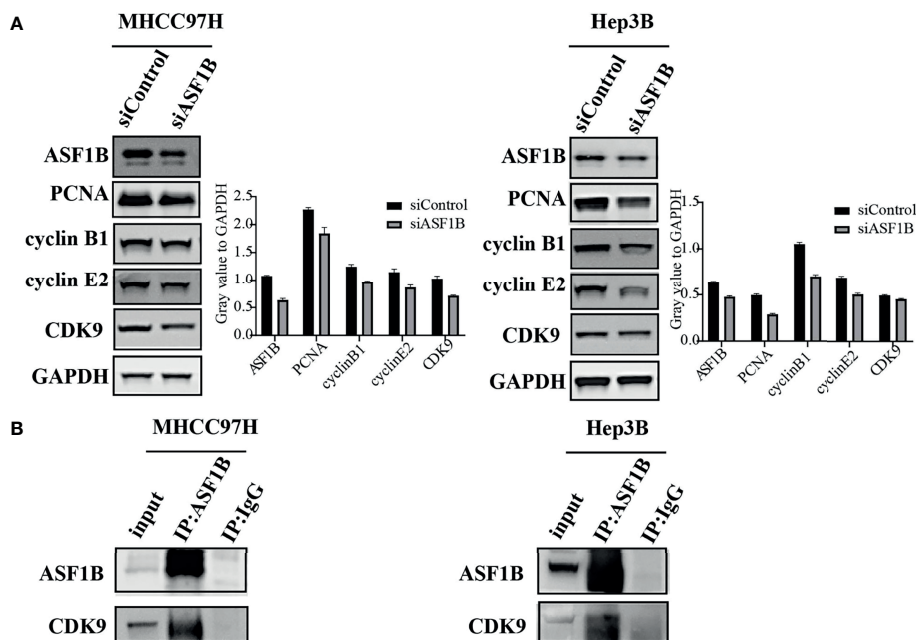 A
MHCC97H
siControl
siASF1B
ASF1B
PCNA
cyclin B1
cyclin E2
CDK9
GAPDH
Gray value to GAPDH
2.5
2.0
1.5
1.0
0.5
0.0
siControl
siASF1B
ASF1B
PCNA
cyclinB1
cyclinE2
CDK9
Hep3B
siControl
siASF1B
ASF1B
PCNA
cyclin B1
cyclin E2
CDK9
GAPDH
Gray value to GAPDH
1.5
1.0
0.5
0.0
siControl
siASF1B
ASF1B
PCNA
cyclinB1
cyclinE2
CDK9
B
MHCC97H
input
IP:ASF1B
IP:IgG
ASF1B
CDK9
Hep3B
input
IP:ASF1B
IP:IgG
ASF1B
CDK9